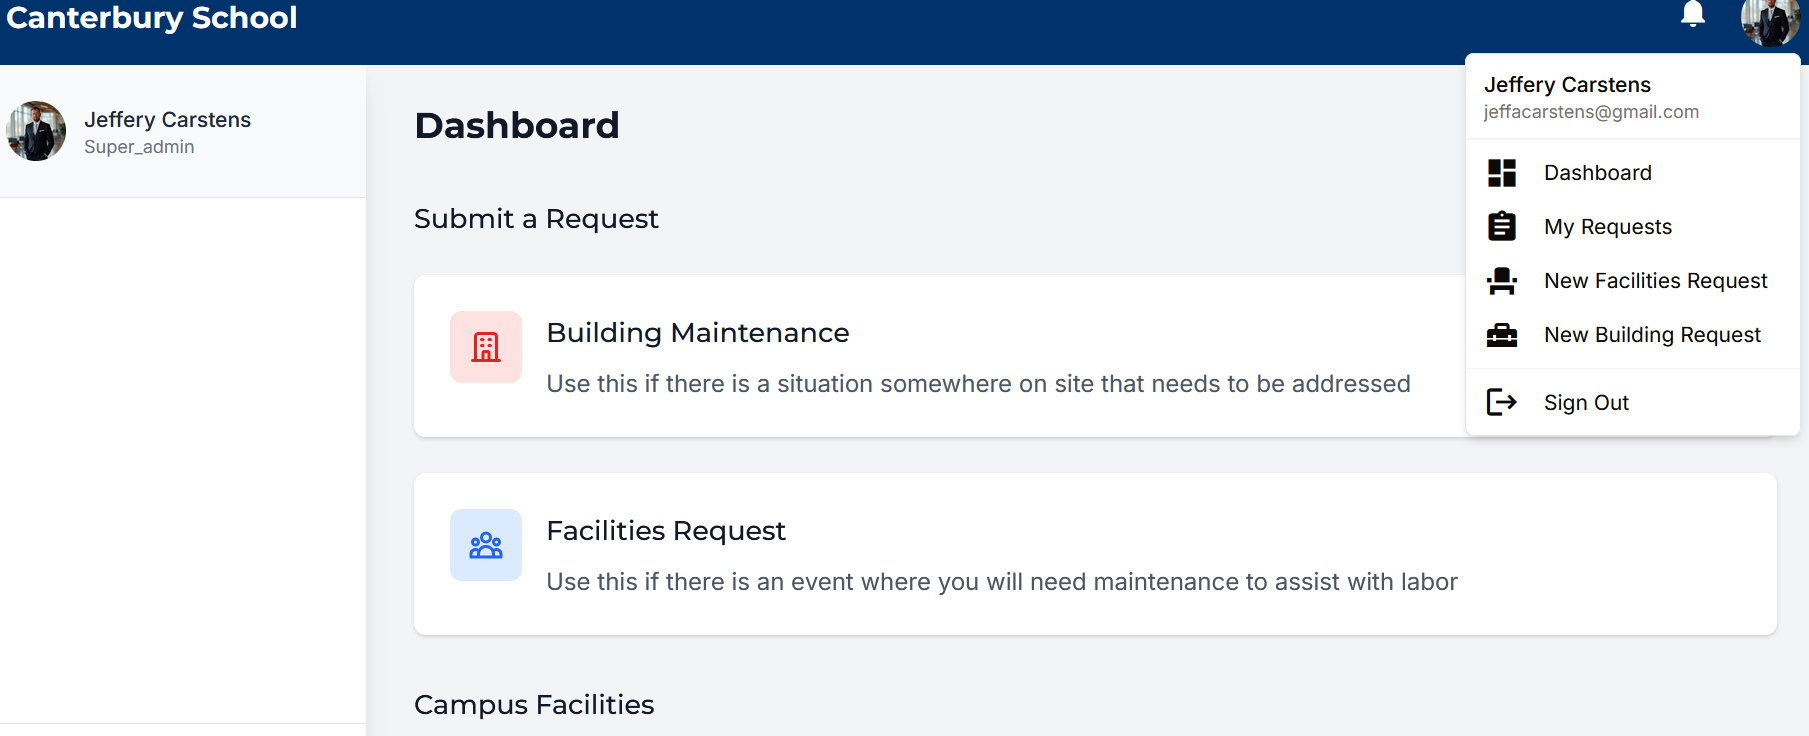 Canterbury School
Jeffery Carstens
Super_admin
Dashboard
Submit a Request
Building Maintenance
Use this if there is a situation somewhere on site that needs to be addressed
Facilities Request
Use this if there is an event where you will need maintenance to assist with labor
Campus Facilities
Jeffery Carstens
jeffacarstens@gmail.com
Dashboard
My Requests
New Facilities Request
New Building Request
Sign Out